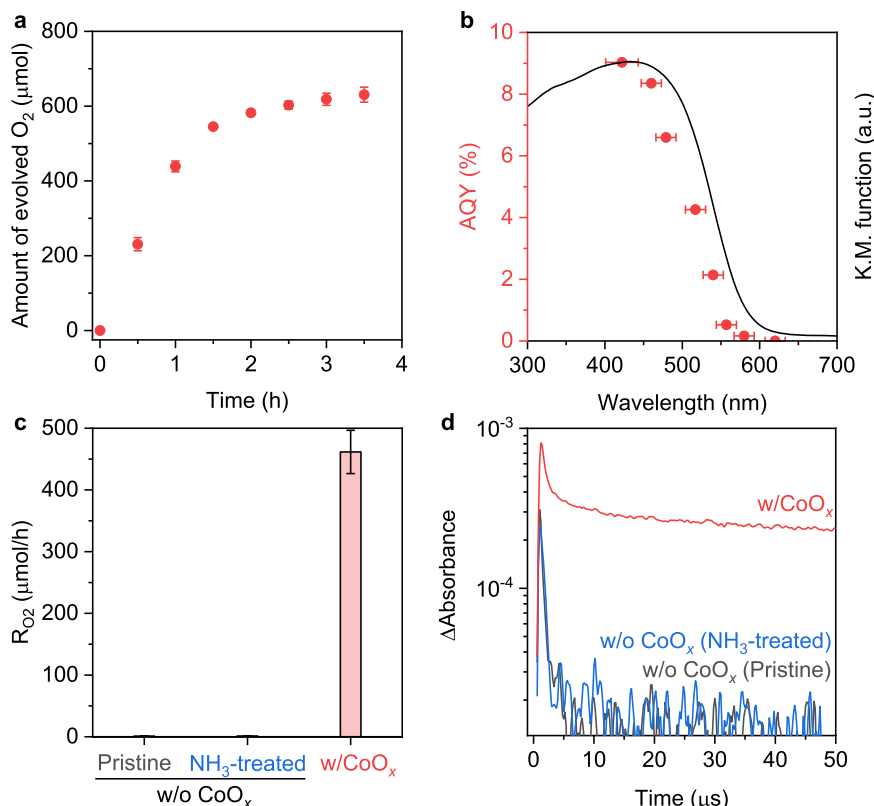 a
Amount of evolved O₂ (μmol)
800
600
400
200
0
0 1 2 3 4
Time (h)
b
AQY (%)
10
8
6
4
2
0
300 400 500 600 700
Wavelength (nm)
K.M. function (a.u.)
c
R_O2 (μmol/h)
500
400
300
200
100
0
Pristine NH₃-treated w/CoOₓ
w/o CoOₓ
d
ΔAbsorbance
10⁻³
10⁻⁴
w/CoOₓ
w/o CoOₓ (NH₃-treated)
w/o CoOₓ (Pristine)
0 10 20 30 40 50
Time (μs)